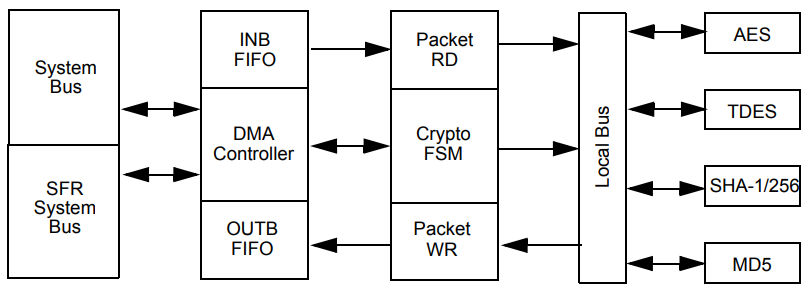 System
Bus
SFR
System
Bus
INB
FIFO
DMA
Controller
OUTB
FIFO
Packet
RD
Crypto
FSM
Packet
WR
Local Bus
AES
TDES
SHA-1/256
MD5